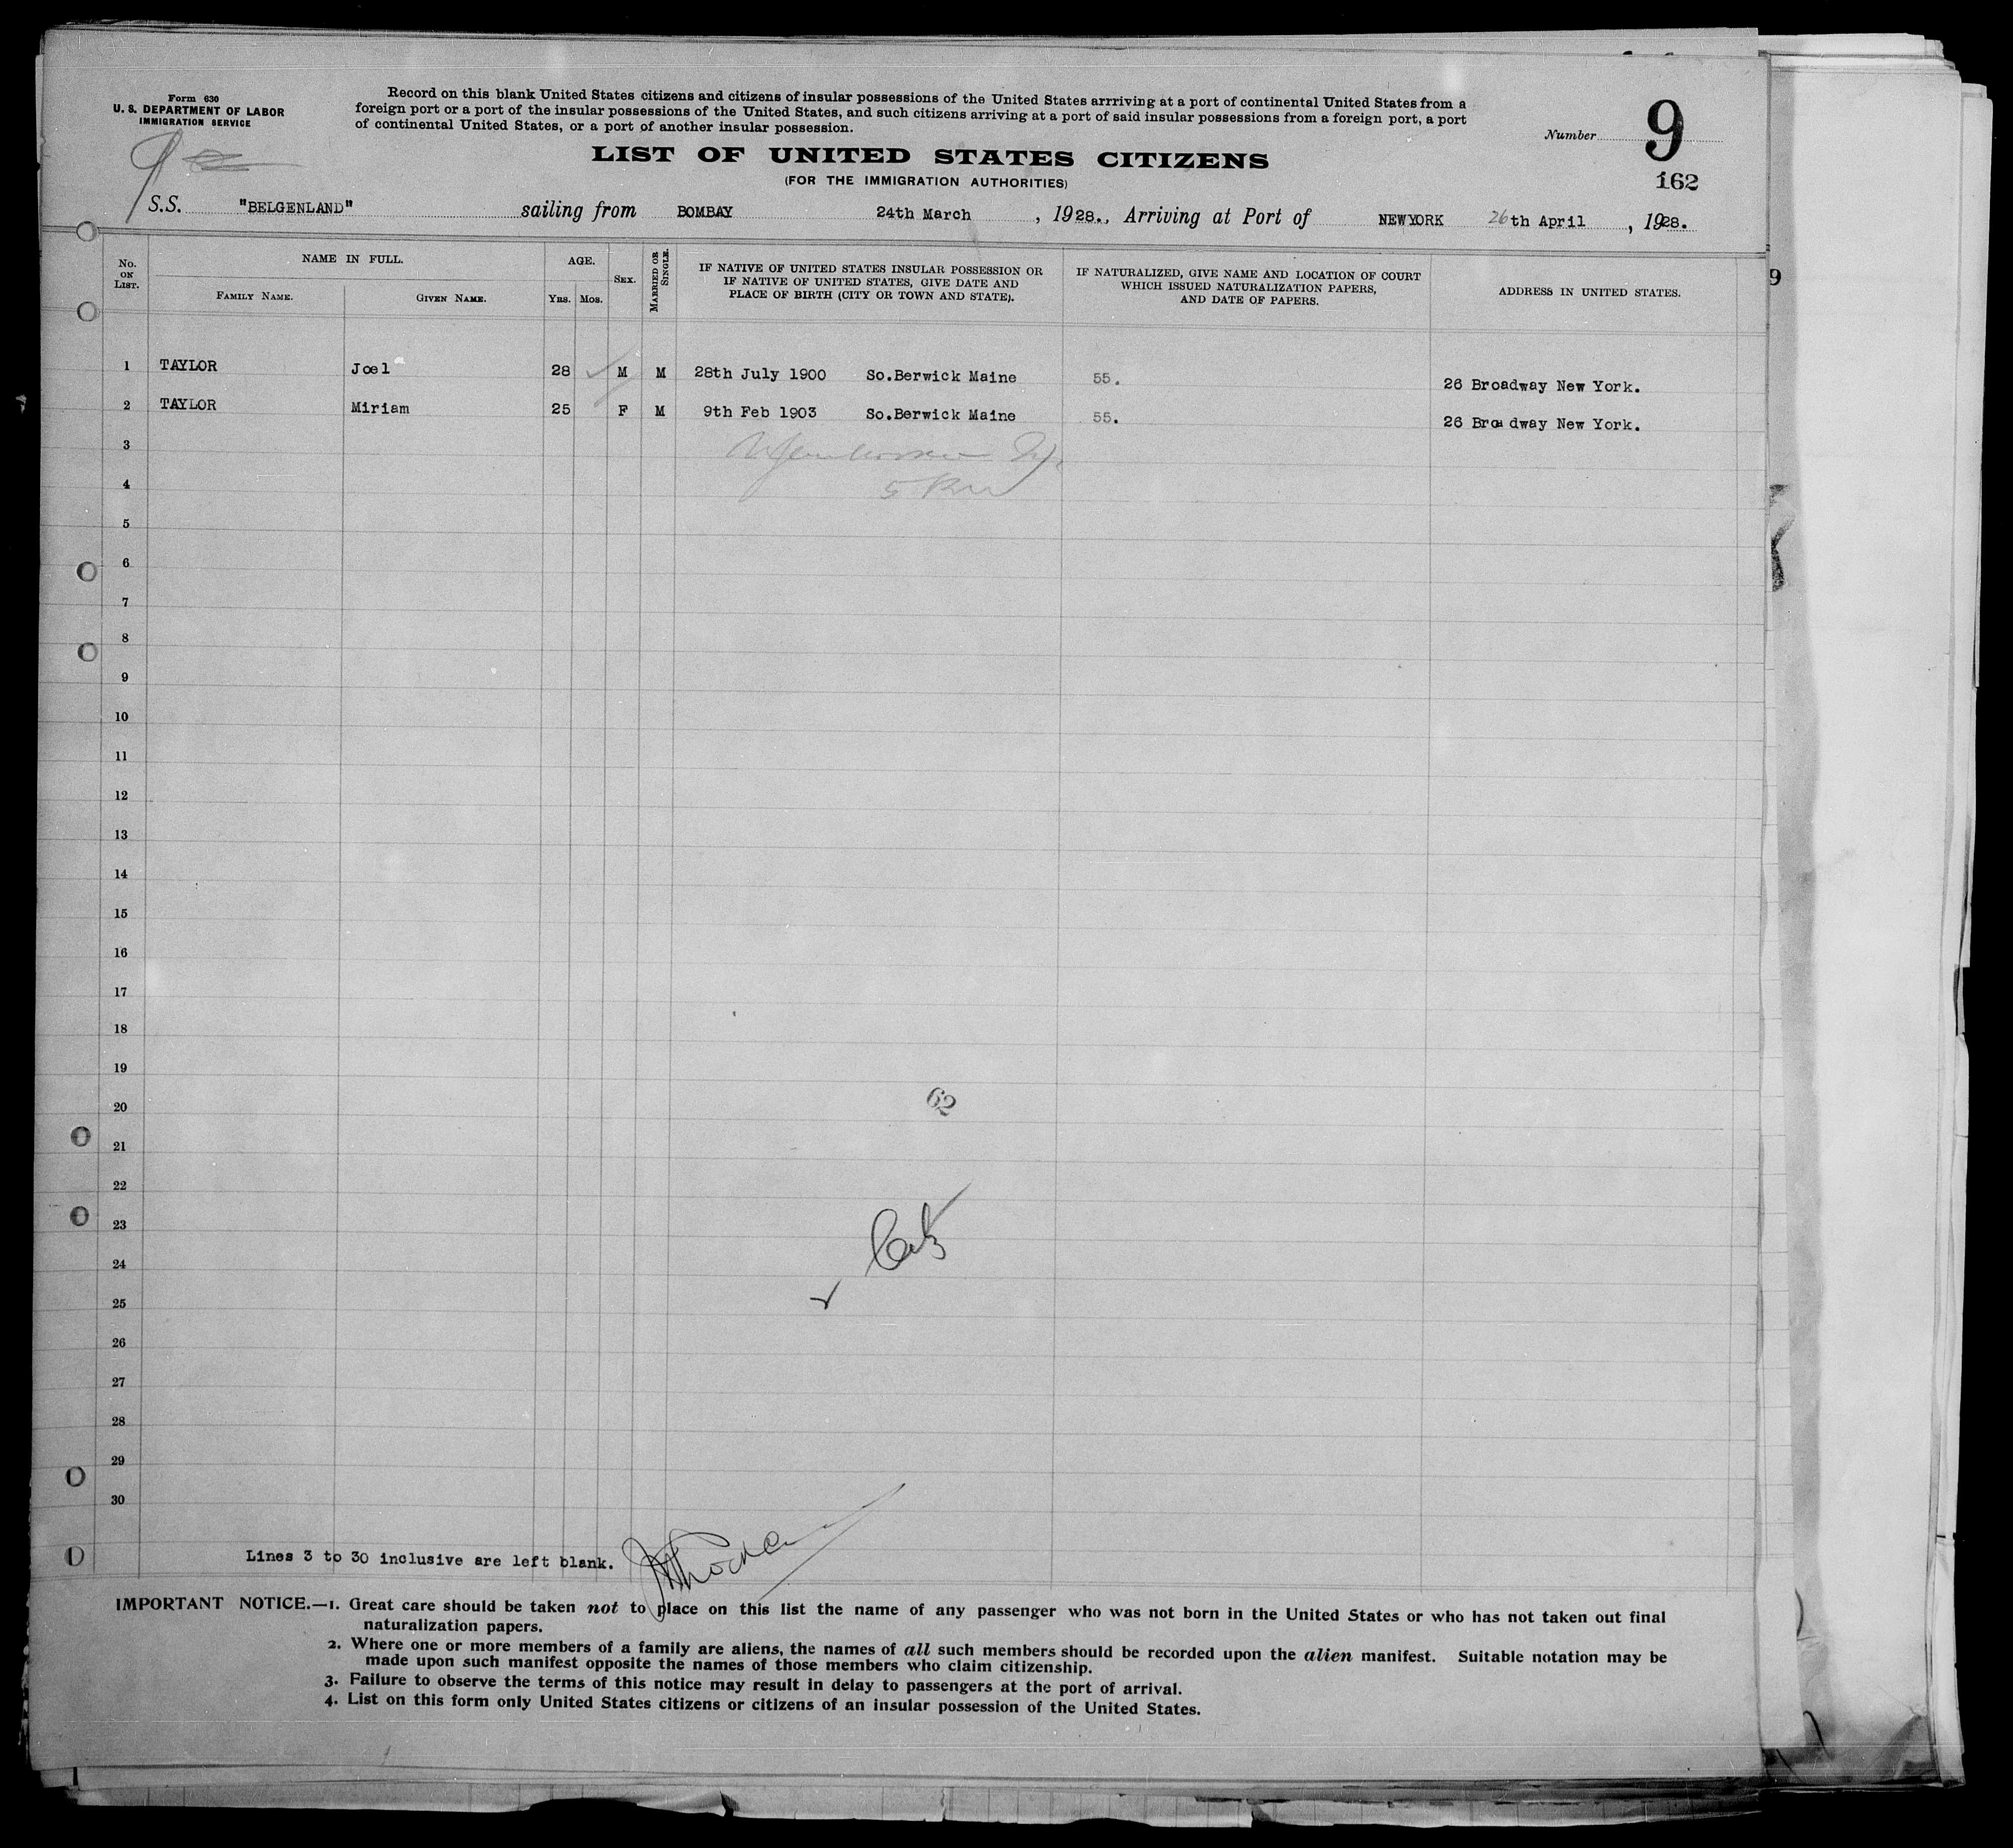 Form 630
U. S. DEPARTMENT OF LABOR
IMMIGRATION SERVICE
Record on this blank United States citizens and citizens of insular possessions of the United States arrriving at a port of continental United States from a
foreign port or a port of the insular possessions of the United States, and such citizens arriving at a port of said insular possessions from a foreign port, a port
of continental United States, or a port of another insular possession.
Number 9
162
LIST OF UNITED STATES CITIZENS
(FOR THE IMMIGRATION AUTHORITIES)
S.S. "BELGENLAND" sailing from BOMBAY 24th March, 1928., Arriving at Port of NEWYORK 26th April, 1928.
No. ON LIST.
NAME IN FULL.
FAMILY NAME.
GIVEN NAME.
AGE.
YRS. MOS.
SEX.
MARRIED OR SINGLE.
IF NATIVE OF UNITED STATES INSULAR POSSESSION OR
IF NATIVE OF UNITED STATES, GIVE DATE AND
PLACE OF BIRTH (CITY OR TOWN AND STATE).
IF NATURALIZED, GIVE NAME AND LOCATION OF COURT
WHICH ISSUED NATURALIZATION PAPERS,
AND DATE OF PAPERS.
ADDRESS IN UNITED STATES.
1 TAYLOR Joel 28 M M 28th July 1900 So.Berwick Maine 55. 26 Broadway New York.
2 TAYLOR Miriam 25 F M 9th Feb 1903 So.Berwick Maine 55. 26 Broadway New York.
3
4
5
6
7
8
9
10
11
12
13
14
15
16
17
18
19
20
62
21
22
23
24
25
26
27
28
29
30
Lines 3 to 30 inclusive are left blank.
IMPORTANT NOTICE.—1. Great care should be taken not to place on this list the name of any passenger who was not born in the United States or who has not taken out final
naturalization papers.
2. Where one or more members of a family are aliens, the names of all such members should be recorded upon the alien manifest. Suitable notation may be
made upon such manifest opposite the names of those members who claim citizenship.
3. Failure to observe the terms of this notice may result in delay to passengers at the port of arrival.
4. List on this form only United States citizens or citizens of an insular possession of the United States.
9